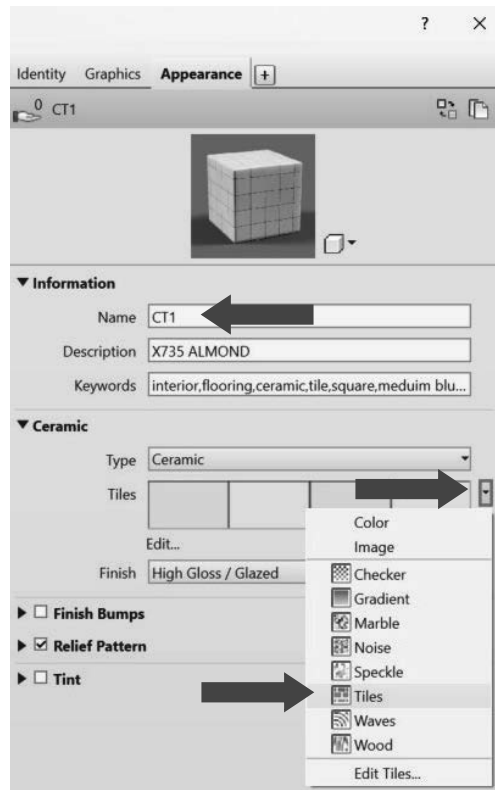 ? ×
Identity Graphics Appearance +
0 CT1
Information
Name CT1
Description X735 ALMOND
Keywords interior,flooring,ceramic,tile,square,meduim blu...
Ceramic
Type Ceramic
Tiles
Edit...
Finish High Gloss / Glazed
Finish Bumps
Relief Pattern
Tint
Color
Image
Checker
Gradient
Marble
Noise
Speckle
Tiles
Waves
Wood
Edit Tiles...